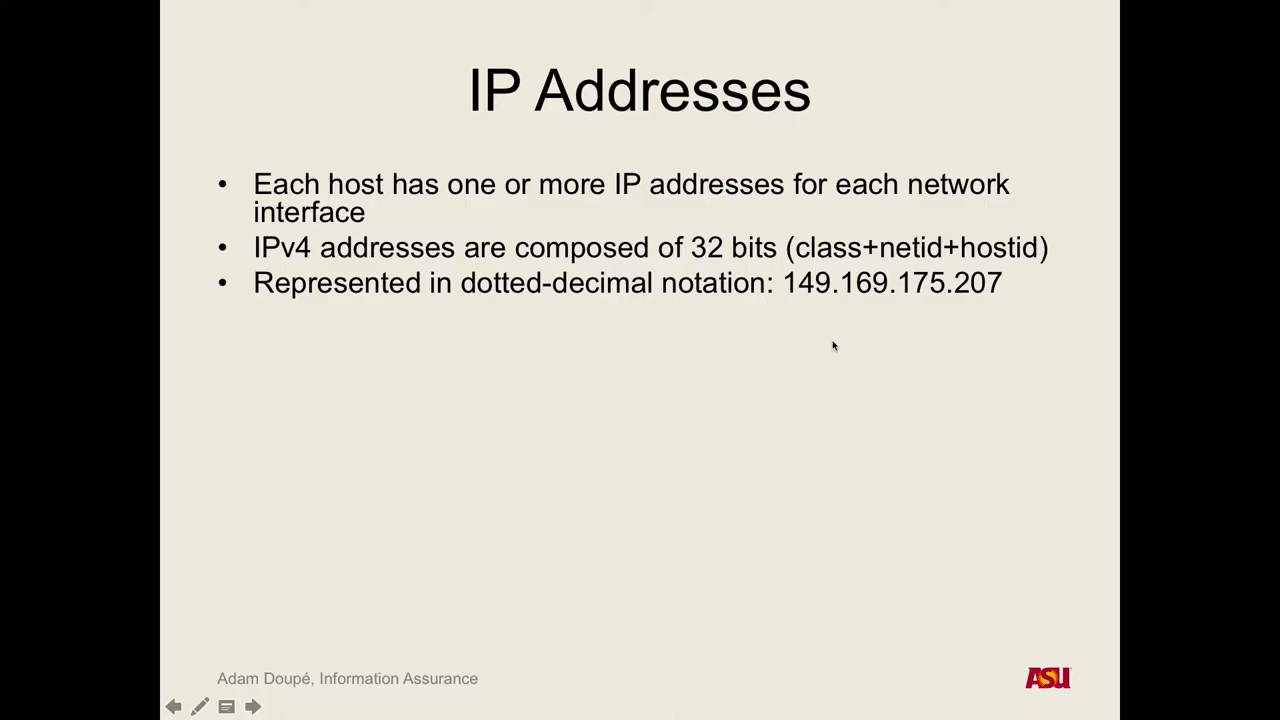 IP Addresses
• Each host has one or more IP addresses for each network
interface
• IPv4 addresses are composed of 32 bits (class+netid+hostid)
• Represented in dotted-decimal notation: 149.169.175.207
Adam Doupé, Information Assurance
ASU